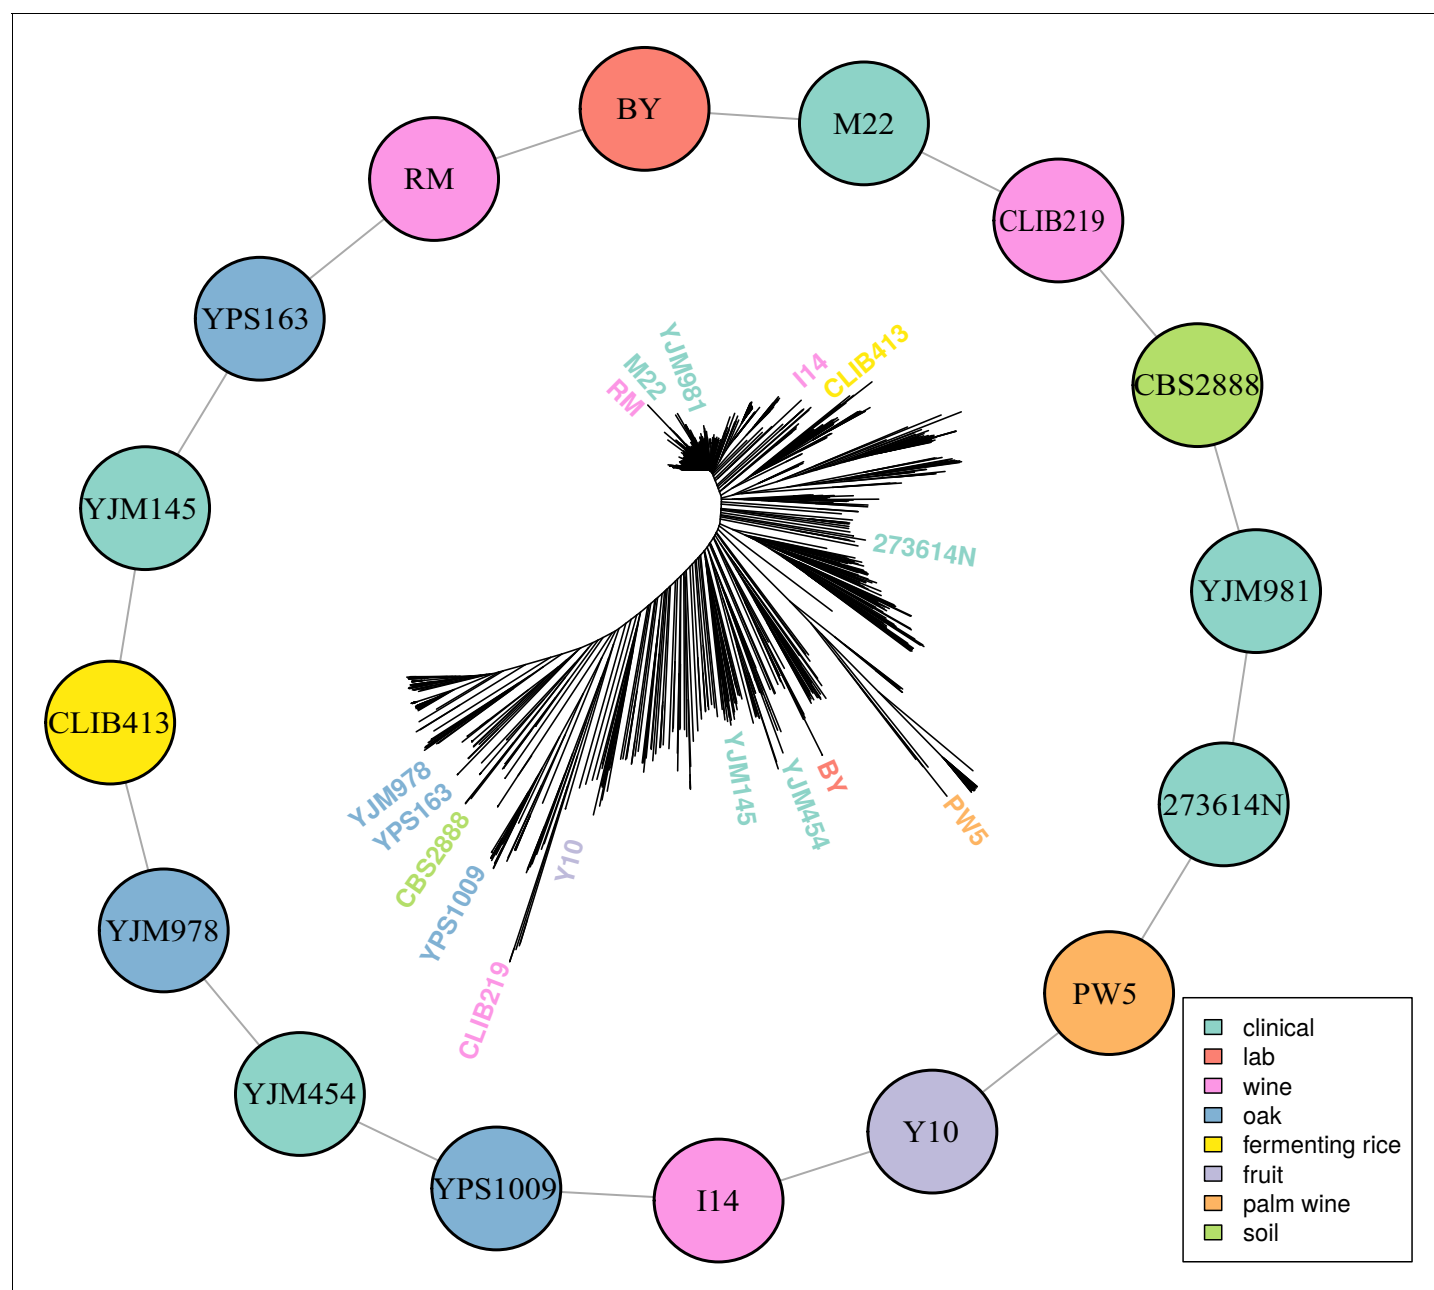 BY
M22
RM
CLIB219
YPS163
CBS2888
YJM145
YJM981
CLIB413
273614N
YJM978
PW5
YJM454
Y10
YPS1009
I14
RM
M22
YJM981
I14
CLIB413
273614N
YJM978
YPS163
CBS2888
YPS1009
CLIB219
Y10
YJM145
YJM454
BY
PW5
clinical
lab
wine
oak
fermenting rice
fruit
palm wine
soil